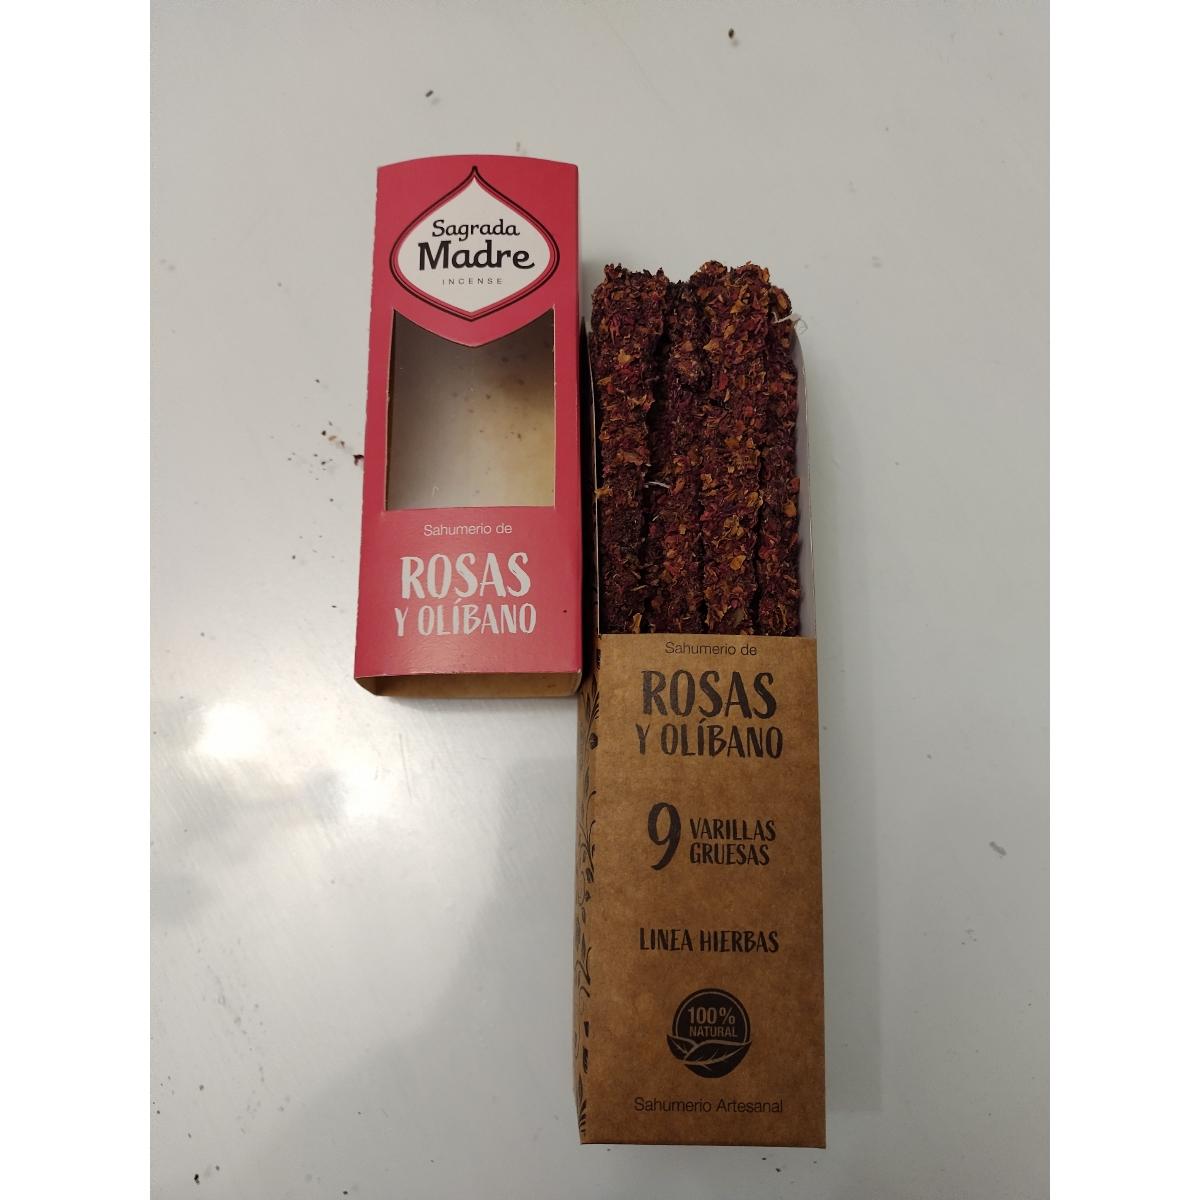 Sagrada
Madre
INCENSE
Sahumerio de
ROSAS
Y OLÍBANO
Sahumerio de
ROSAS
Y OLÍBANO
9 VARILLAS
GRUESAS
LINEA HIERBAS
100%
NATURAL
Sahumerio Artesanal